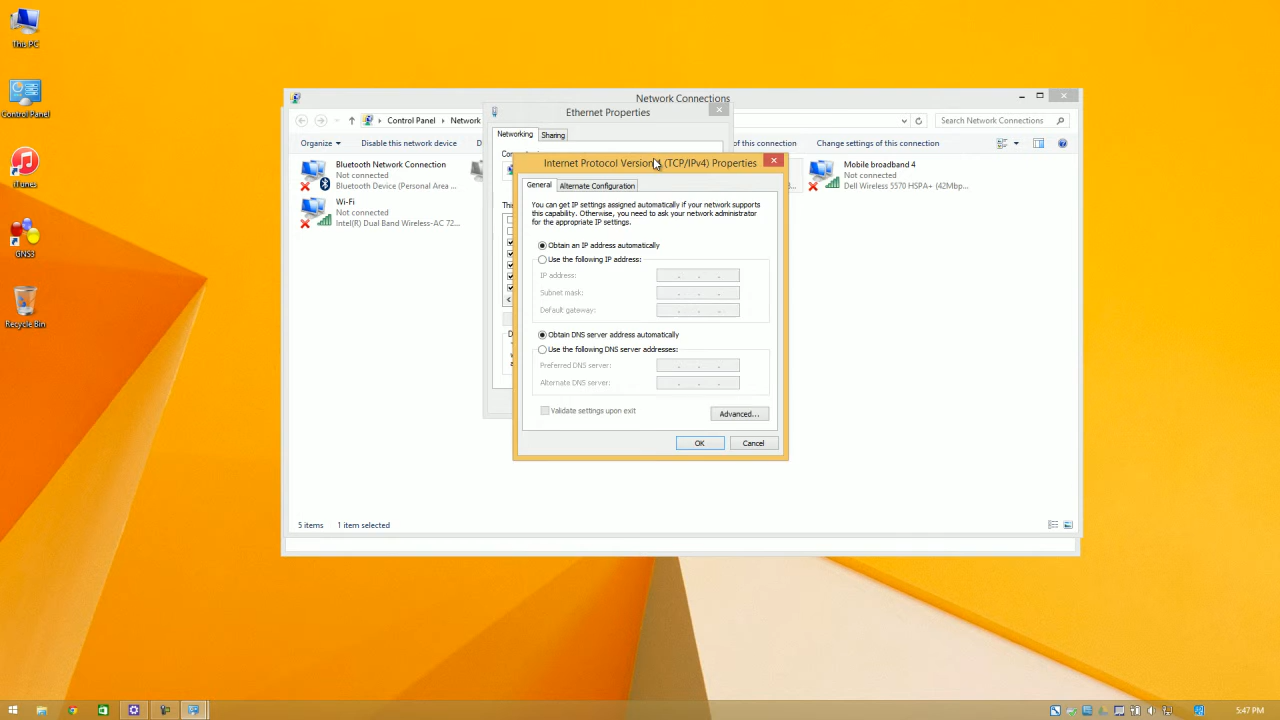 This PC
Control Panel
iTunes
GNS3
Recycle Bin
Network Connections
Control Panel
Network
Search Network Connections
Organize
Disable this network device
D
of this connection
Change settings of this connection
Bluetooth Network Connection
Not connected
Bluetooth Device (Personal Area ...
Wi-Fi
Not connected
Intel(R) Dual Band Wireless-AC 72...
Mobile broadband 4
Not connected
Dell Wireless 5570 HSPA+ (42Mbp...
5 items
1 item selected
Ethernet Properties
Networking
Sharing
Internet Protocol Version (TCP/IPv4) Properties
General
Alternate Configuration
You can get IP settings assigned automatically if your network supports
this capability. Otherwise, you need to ask your network administrator
for the appropriate IP settings.
Obtain an IP address automatically
Use the following IP address:
IP address:
Subnet mask:
Default gateway:
Obtain DNS server address automatically
Use the following DNS server addresses:
Preferred DNS server:
Alternate DNS server:
Validate settings upon exit
Advanced...
OK
Cancel
5:47 PM